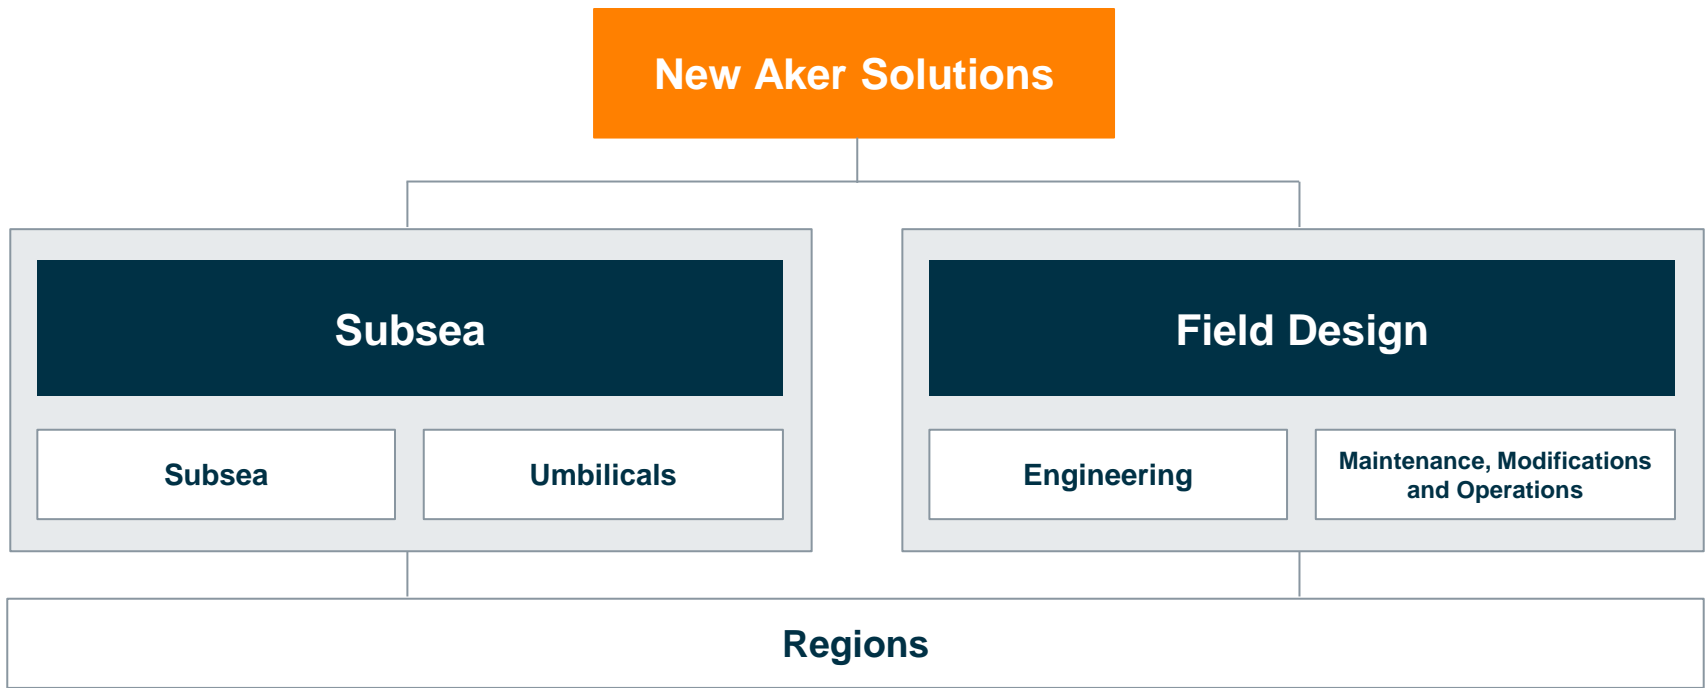 New Aker Solutions
Subsea
Field Design
Subsea
Umbilicals
Engineering
Maintenance, Modifications
and Operations
Regions